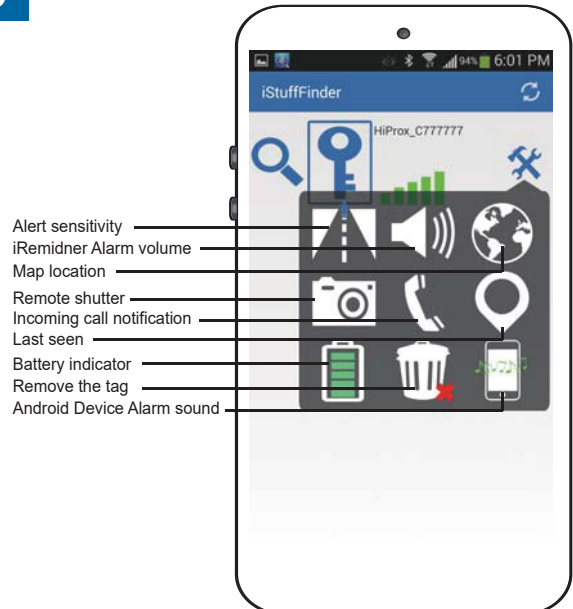 94% 6:01 PM
iStuffFinder
HiProx_C777777
Alert sensitivity
iRemidner Alarm volume
Map location
Remote shutter
Incoming call notification
Last seen
Battery indicator
Remove the tag
Android Device Alarm sound